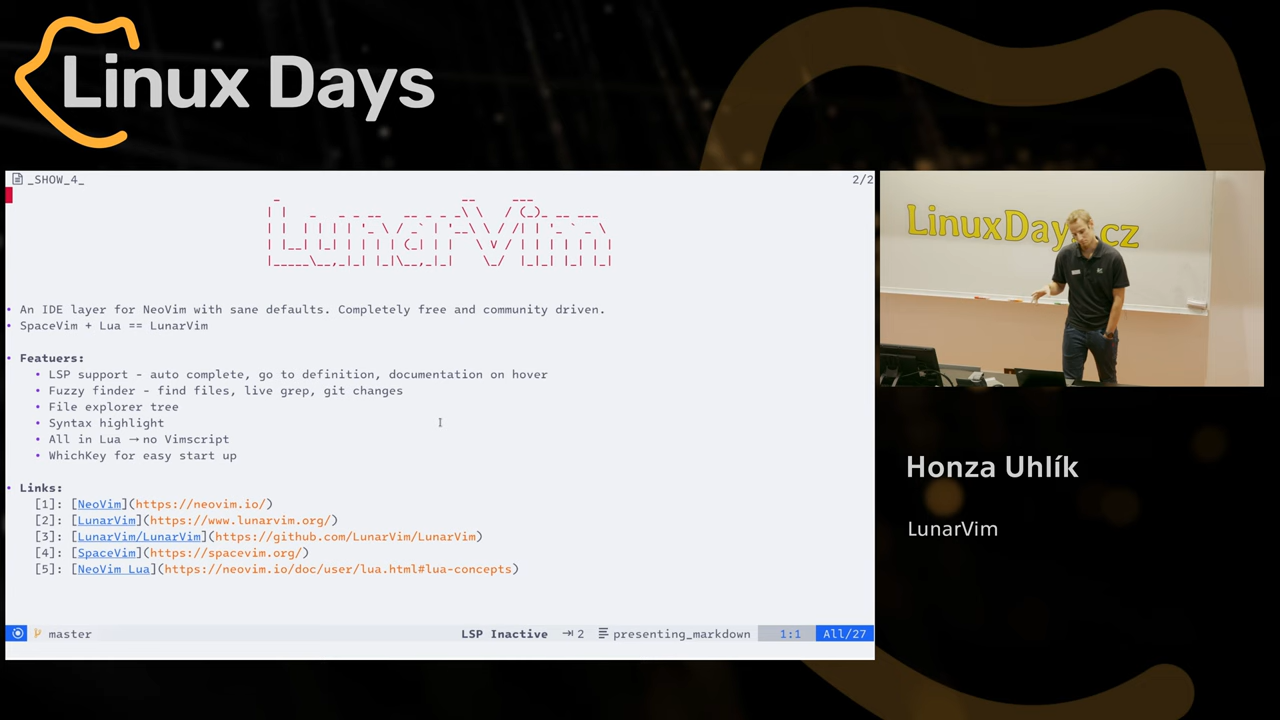 Linux Days
_SHOW_4_ 2/2
LunarVim
• An IDE layer for NeoVim with sane defaults. Completely free and community driven.
• SpaceVim + Lua == LunarVim
• Featuers:
• LSP support - auto complete, go to definition, documentation on hover
• Fuzzy finder - find files, live grep, git changes
• File explorer tree
• Syntax highlight
• All in Lua → no Vimscript
• WhichKey for easy start up
• Links:
[1]: [NeoVim](https://neovim.io/)
[2]: [LunarVim](https://www.lunarvim.org/)
[3]: [LunarVim/LunarVim](https://github.com/LunarVim/LunarVim)
[4]: [SpaceVim](https://spacevim.org/)
[5]: [NeoVim Lua](https://neovim.io/doc/user/lua.html#lua-concepts)
master LSP Inactive 2 presenting_markdown 1:1 All/27
LinuxDay cz
Honza Uhlík
LunarVim